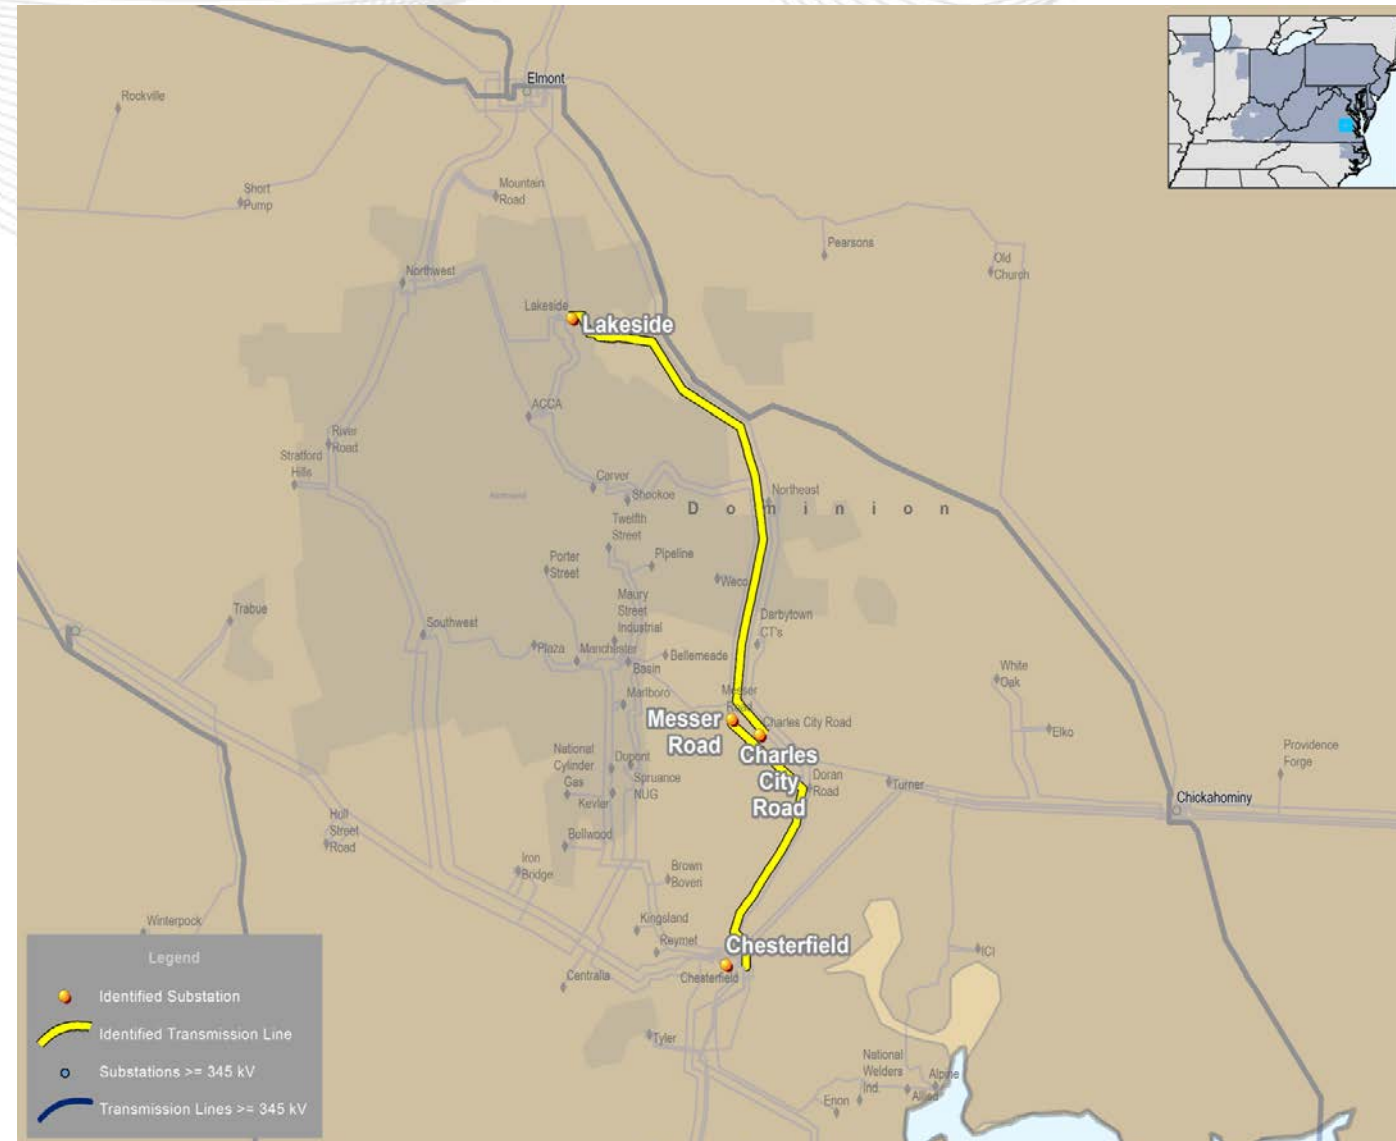 Elmont
Rockville
Mountain
Road
Short
Pump
Pearsons
Old
Church
Northwest
Lakeside
Lakeside
ACCA
River
Road
Stratford
Hills
Carver
Shockoe
Northeast
Dominion
Twelfth
Street
Pipeline
Porter
Street
Weco
Maury
Street
Industrial
Darbytown
CT's
Trabue
Southwest
Plaza
Manchester
Basin
Bellemeade
White
Oak
Marlboro
Messer
Road
Messer
Road
Charles City Road
Charles
City
Road
Elko
National
Cylinder
Gas
Dupont
Spruance
NUG
Kevler
Doran
Road
Turner
Providence
Forge
Chickahominy
Hull
Street
Road
Bullwood
Iron
Bridge
Brown
Boveri
Winterpock
Kingsland
Reymet
Chesterfield
Chesterfield
Centralia
ICI
Tyler
National
Welders
Ind.
Alpine
Allied
Enon
Legend
Identified Substation
Identified Transmission Line
Substations >= 345 kV
Transmission Lines >= 345 kV